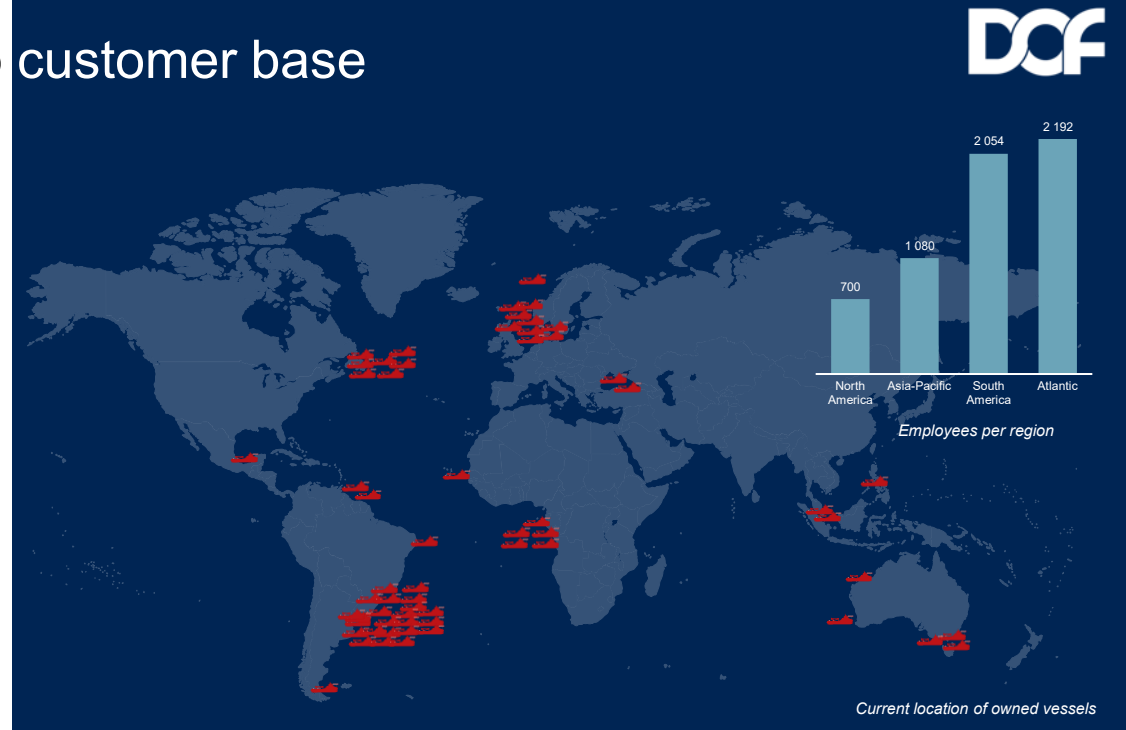 customer base
DOF
2 192
2 054
1 080
700
North
America
Asia-Pacific
South
America
Atlantic
Employees per region
Current location of owned vessels